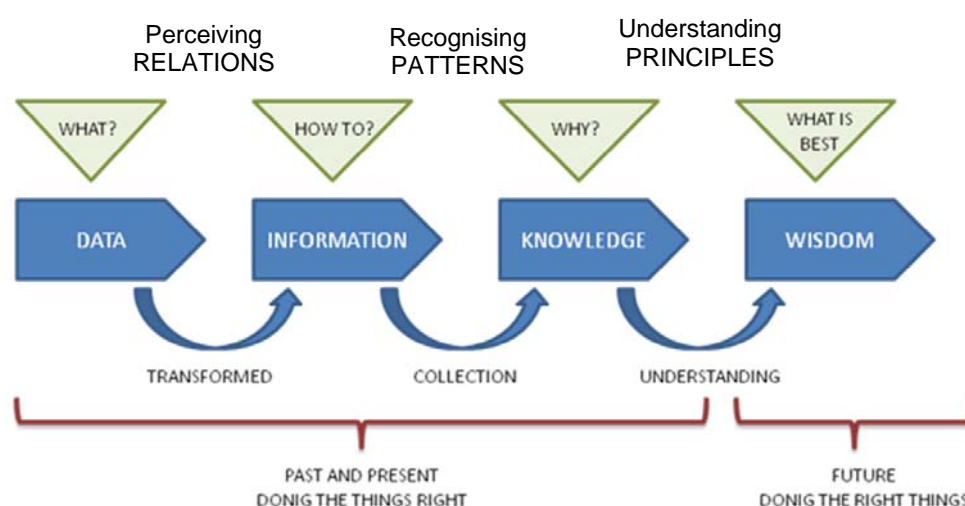 Perceiving
RELATIONS
Recognising
PATTERNS
Understanding
PRINCIPLES
WHAT?
HOW TO?
WHY?
WHAT IS
BEST
DATA
INFORMATION
KNOWLEDGE
WISDOM
TRANSFORMED
COLLECTION
UNDERSTANDING
PAST AND PRESENT
DONIG THE THINGS RIGHT
FUTURE
DONIG THE RIGHT THINGS